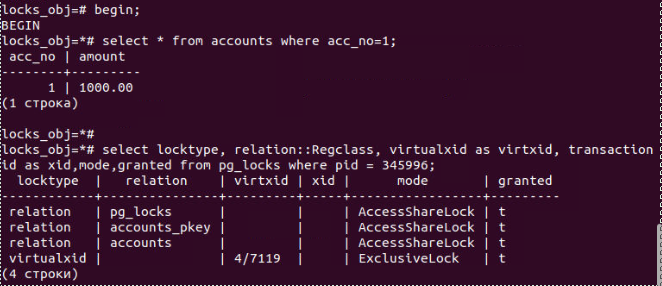 locks_obj=# begin;
BEGIN
locks_obj=*# select * from accounts where acc_no=1;
 acc_no | amount
--------+---------
      1 | 1000.00
(1 строка)

locks_obj=*#
locks_obj=*# select locktype, relation::Regclass, virtualxid as virtxid, transaction
id as xid,mode,granted from pg_locks where pid = 345996;
  locktype  |   relation    | virtxid | xid |      mode       | granted
------------+---------------+---------+-----+-----------------+---------
 relation   | pg_locks      |         |     | AccessShareLock | t
 relation   | accounts_pkey |         |     | AccessShareLock | t
 relation   | accounts      |         |     | AccessShareLock | t
 virtualxid |               | 4/7119  |     | ExclusiveLock   | t
(4 строки)